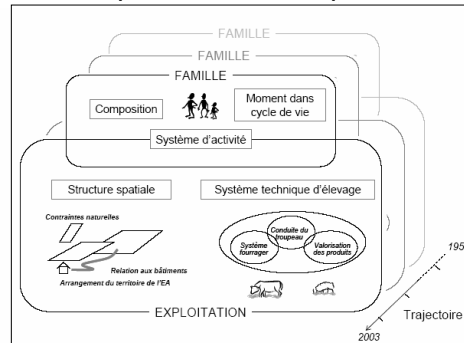 FAMILLE
FAMILLE
FAMILLE
Composition
Moment dans
cycle de vie
Système d'activité
Structure spatiale
Système technique d'élevage
Contraintes naturelles
Conduite du
troupeau
Système
fourrager
Valorisation
des produits
Relation aux bâtiments
Arrangement du territoire de l'EA
EXPLOITATION
195
Trajectoire
2003